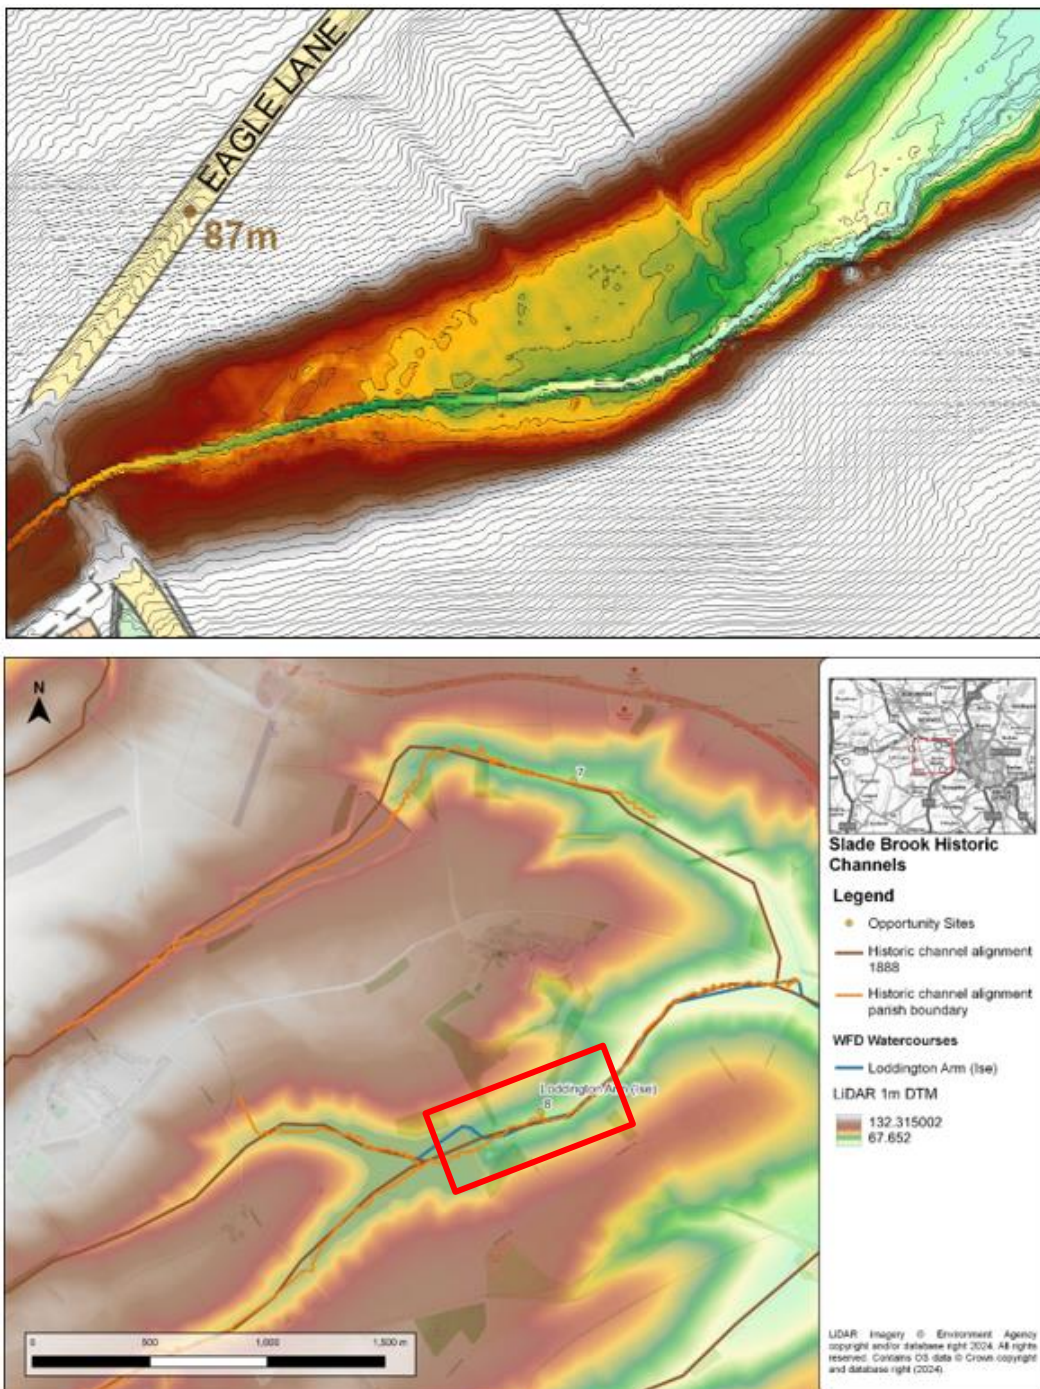 EAGLE LANE
87m
N
7
Loddington Arm (Ise)
8
0 500 1,000 1,500 m
Slade Brook Historic
Channels
Legend
Opportunity Sites
Historic channel alignment
1888
Historic channel alignment
parish boundary
WFD Watercourses
Loddington Arm (Ise)
LiDAR 1m DTM
132.315002
67.652
LiDAR Imagery © Environment Agency
copyright and/or database right 2024. All rights
reserved. Contains OS data © Crown copyright
and database right (2024).